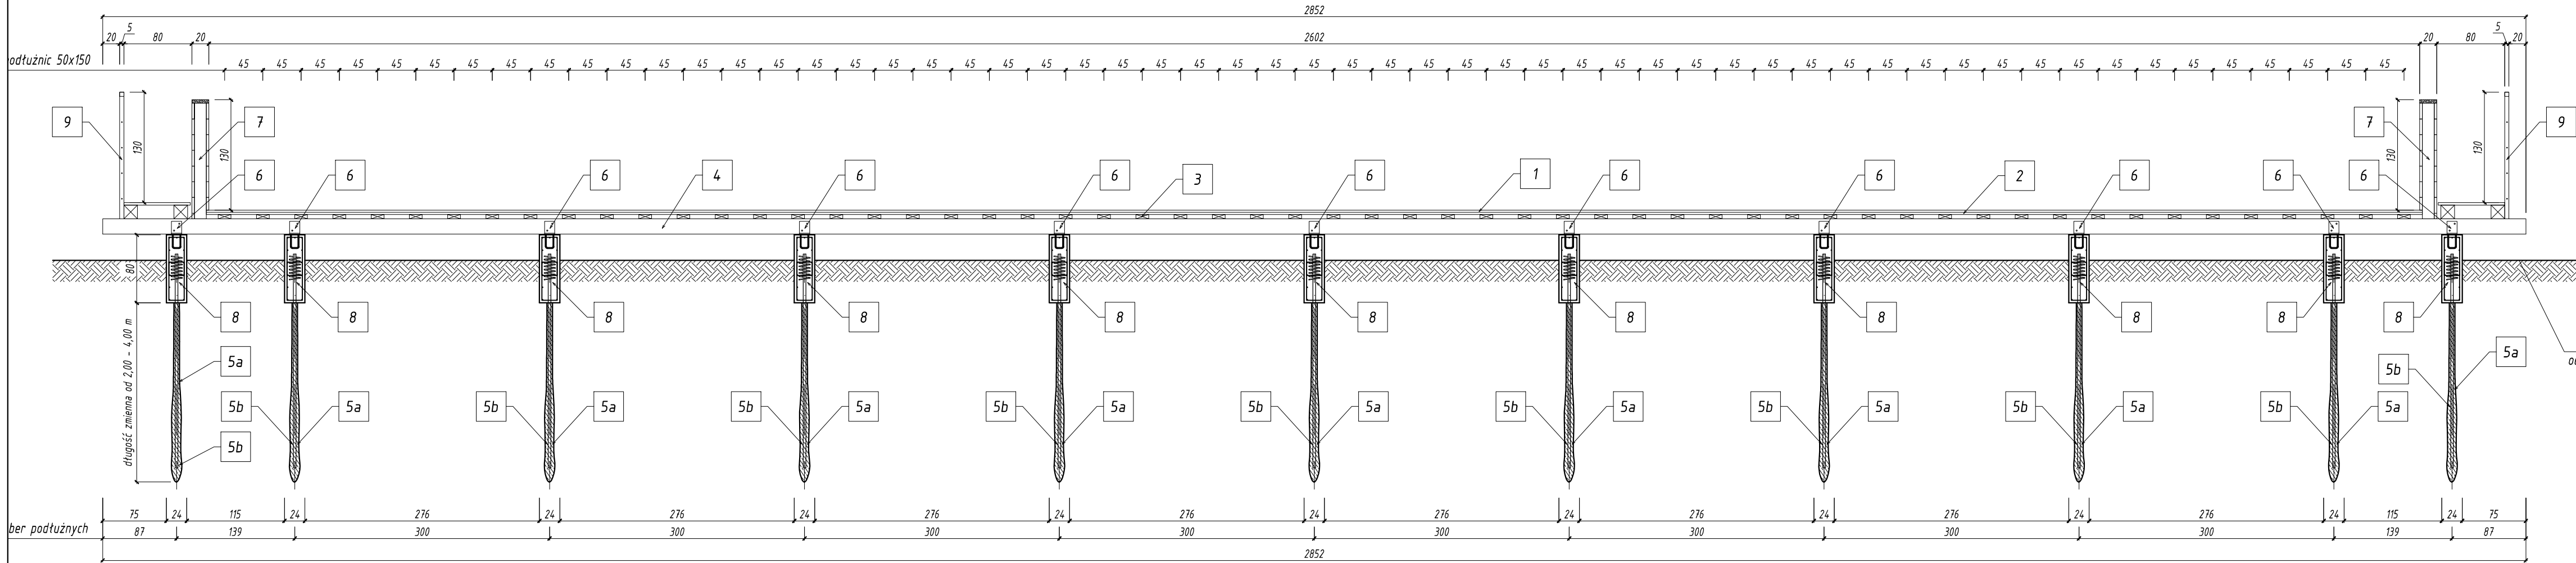 2852
20 5 80 20 2602 20 80 5 20
odłużnic 50x150
45 45 45 45 45 45 45 45 45 45 45 45 45 45 45 45 45 45 45 45 45 45 45 45 45 45 45 45 45 45 45 45 45 45 45 45 45 45 45 45 45 45 45 45 45 45 45 45 45 45 45 45 45 45 45 45 45
9 7 7 9
130 130 130 130
6 6 6 6 6 6 6 6 6 6 6
4 3 1 2
80
8 8 8 8 8 8 8 8 8 8 8
długość zmienna od 2,00 - 4,00 m
5a 5b 5a
5b 5a 5b 5a 5b 5a 5b 5a 5b 5a 5b 5a 5b 5a 5b 5a 5b 5a
5b
75 24 115 24 276 24 276 24 276 24 276 24 276 24 276 24 276 24 276 24 115 24 75
ber podłużnych
87 139 300 300 300 300 300 300 300 300 139 87
2852